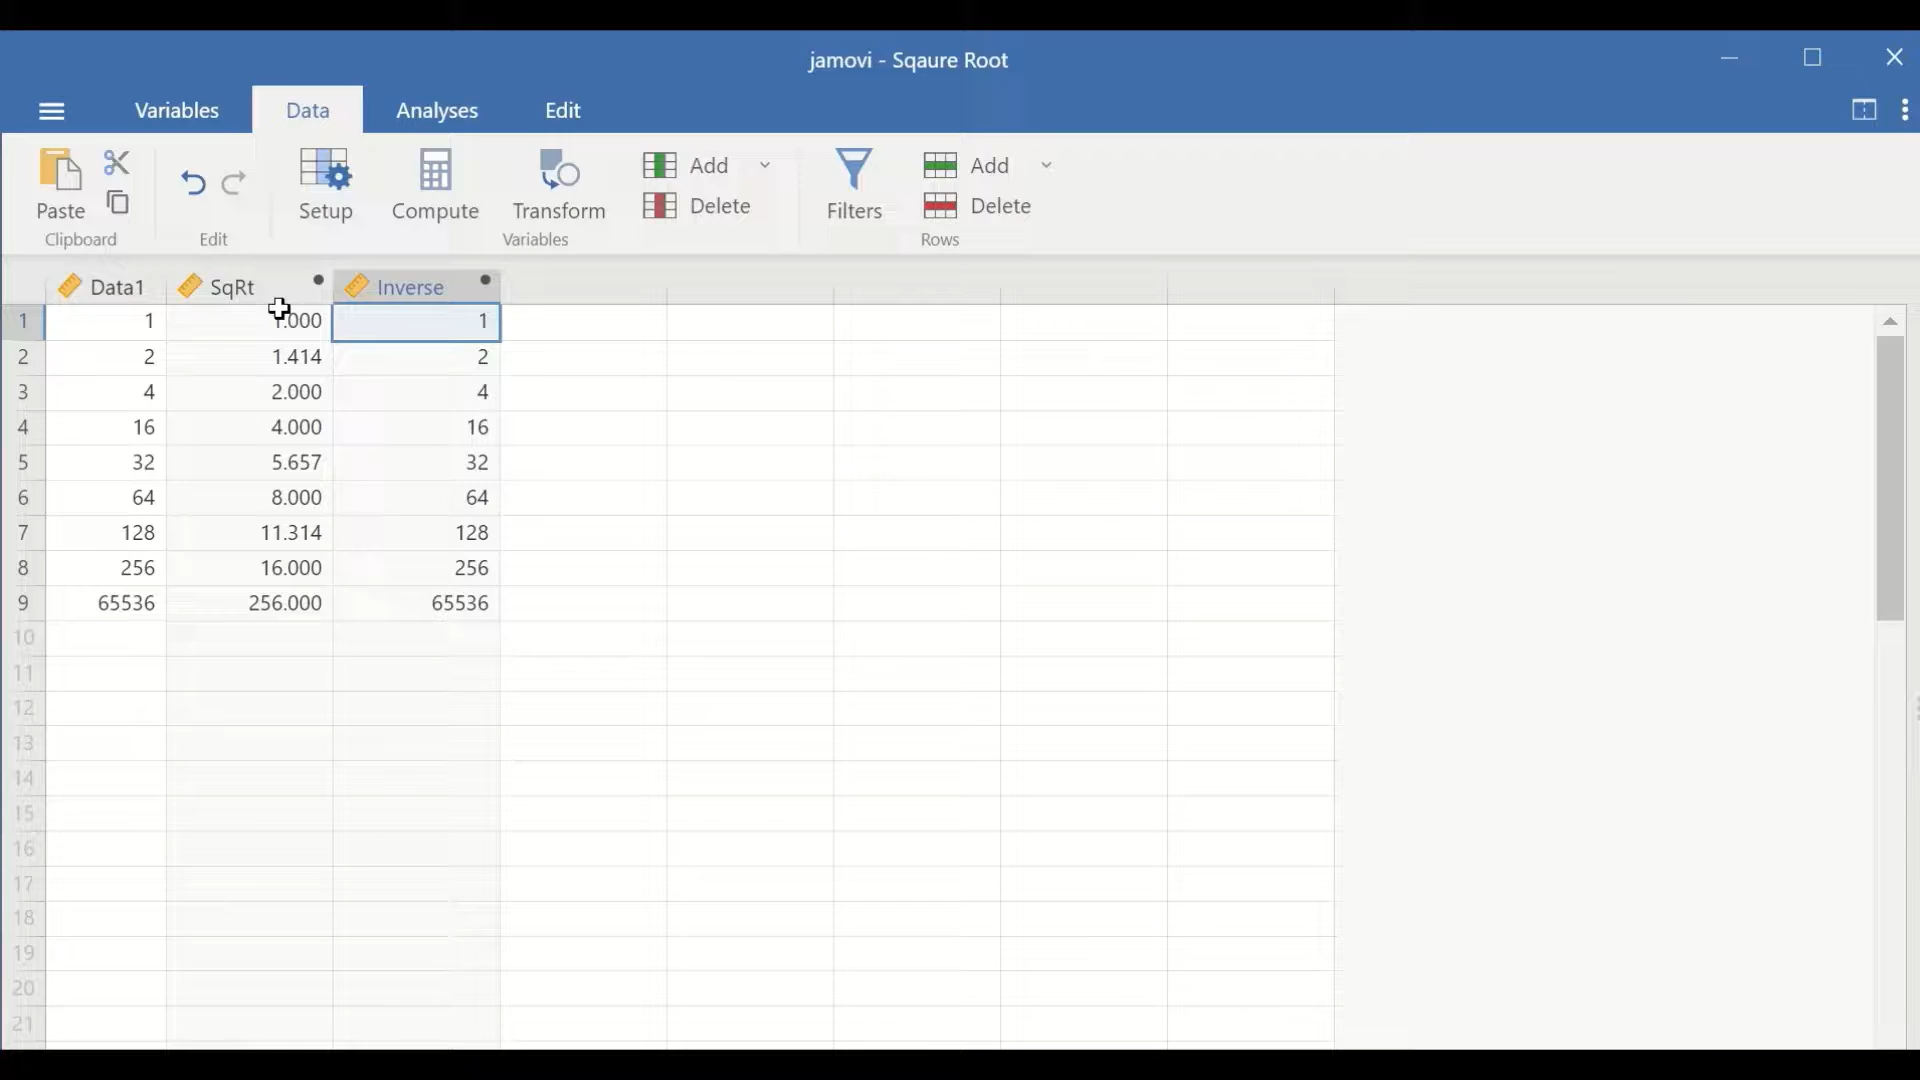 jamovi - Sqaure Root
Variables Data Analyses Edit
Paste Setup Compute Transform Add Delete Filters Add Delete
Clipboard Edit Variables Rows
Data1 SqRt Inverse
1 1 1.000 1
2 2 1.414 2
3 4 2.000 4
4 16 4.000 16
5 32 5.657 32
6 64 8.000 64
7 128 11.314 128
8 256 16.000 256
9 65536 256.000 65536
10
11
12
13
14
15
16
17
18
19
20
21